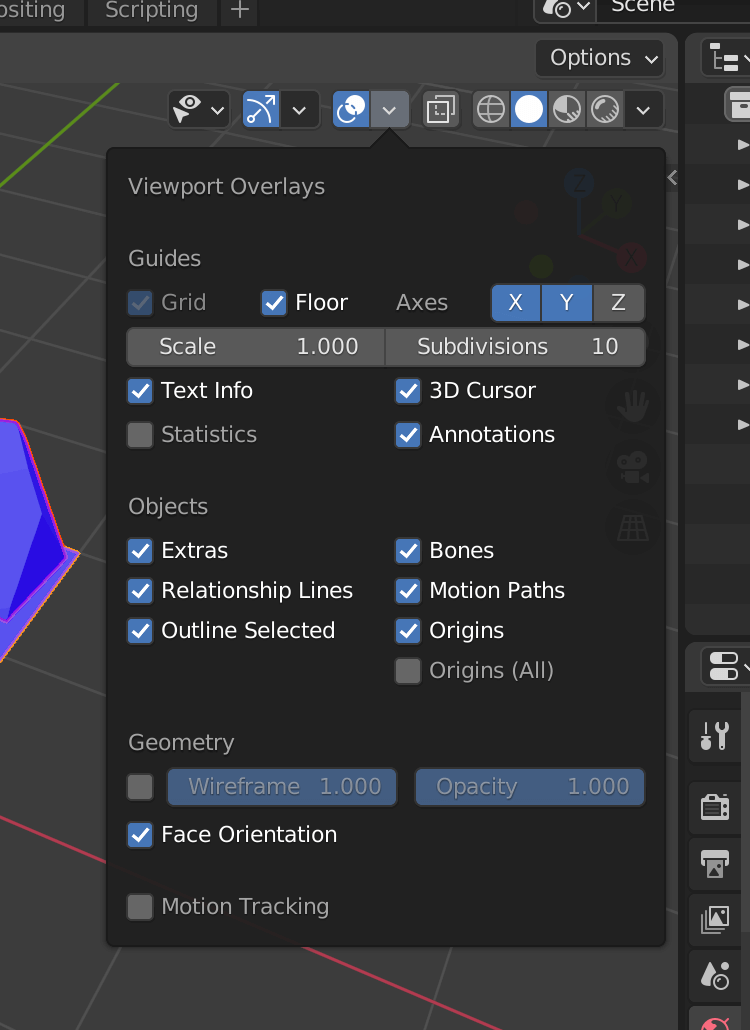 ositing Scripting +
Scene
Options
Viewport Overlays
Z
Y
X
Guides
Grid Floor Axes X Y Z
Scale 1.000 Subdivisions 10
Text Info 3D Cursor
Statistics Annotations
Objects
Extras Bones
Relationship Lines Motion Paths
Outline Selected Origins
Origins (All)
Geometry
Wireframe 1.000 Opacity 1.000
Face Orientation
Motion Tracking